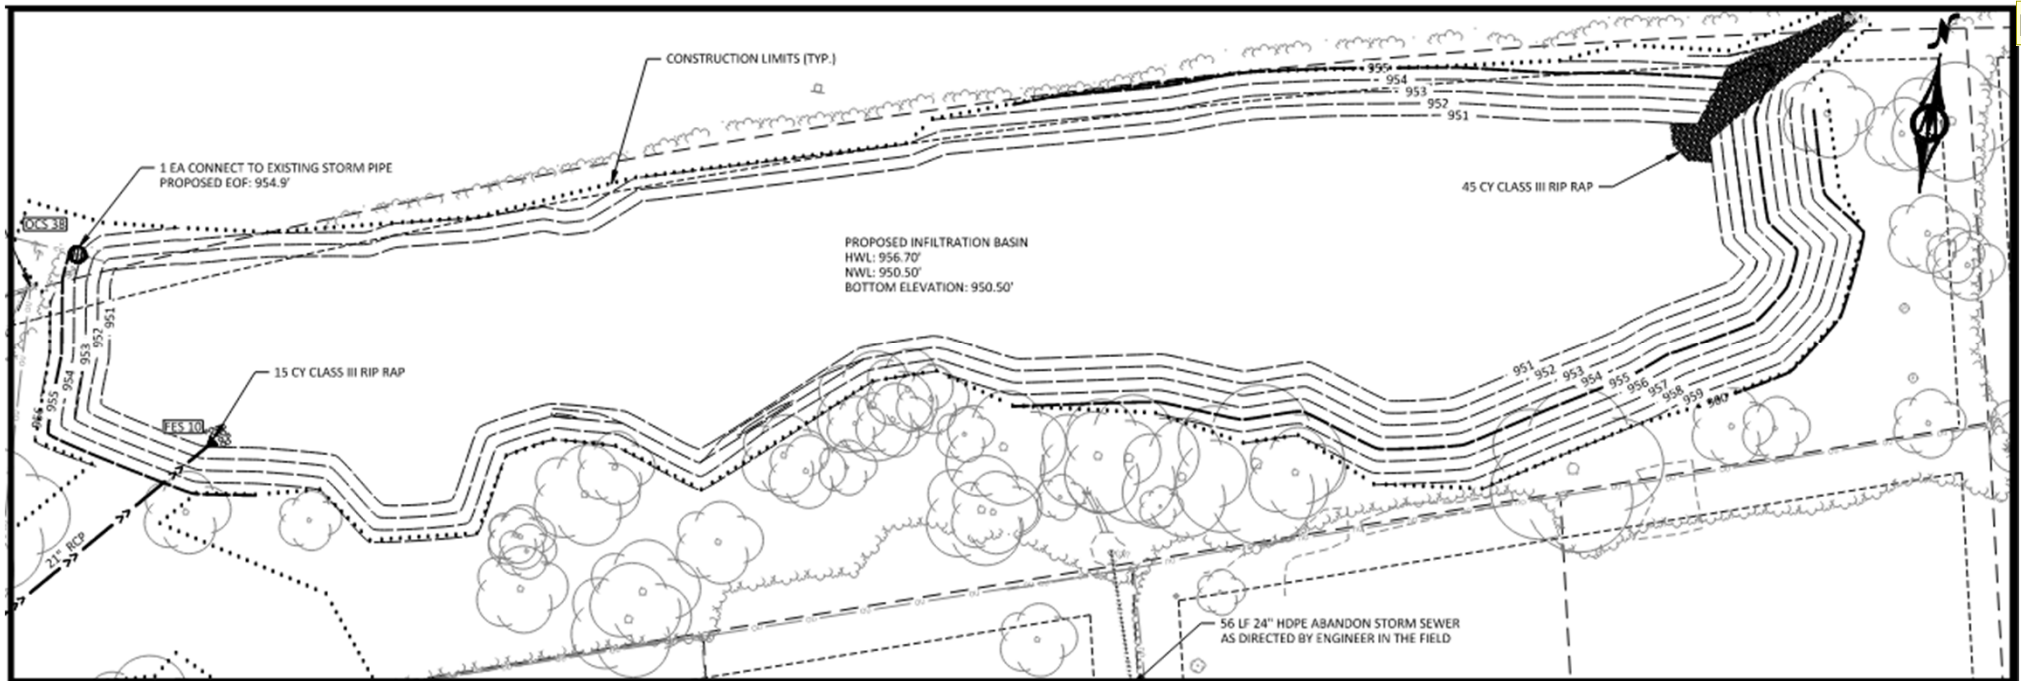 N
CONSTRUCTION LIMITS (TYP.)
955
954
953
952
951
1 EA CONNECT TO EXISTING STORM PIPE
PROPOSED EOF: 954.9'
45 CY CLASS III RIP RAP
OCS 38
PROPOSED INFILTRATION BASIN
HWL: 956.70'
NWL: 950.50'
BOTTOM ELEVATION: 950.50'
951
952
953
954
955
956
15 CY CLASS III RIP RAP
FES 10
951
952
953
954
955
956
957
958
959
960
21" RCP
56 LF 24" HDPE ABANDON STORM SEWER
AS DIRECTED BY ENGINEER IN THE FIELD